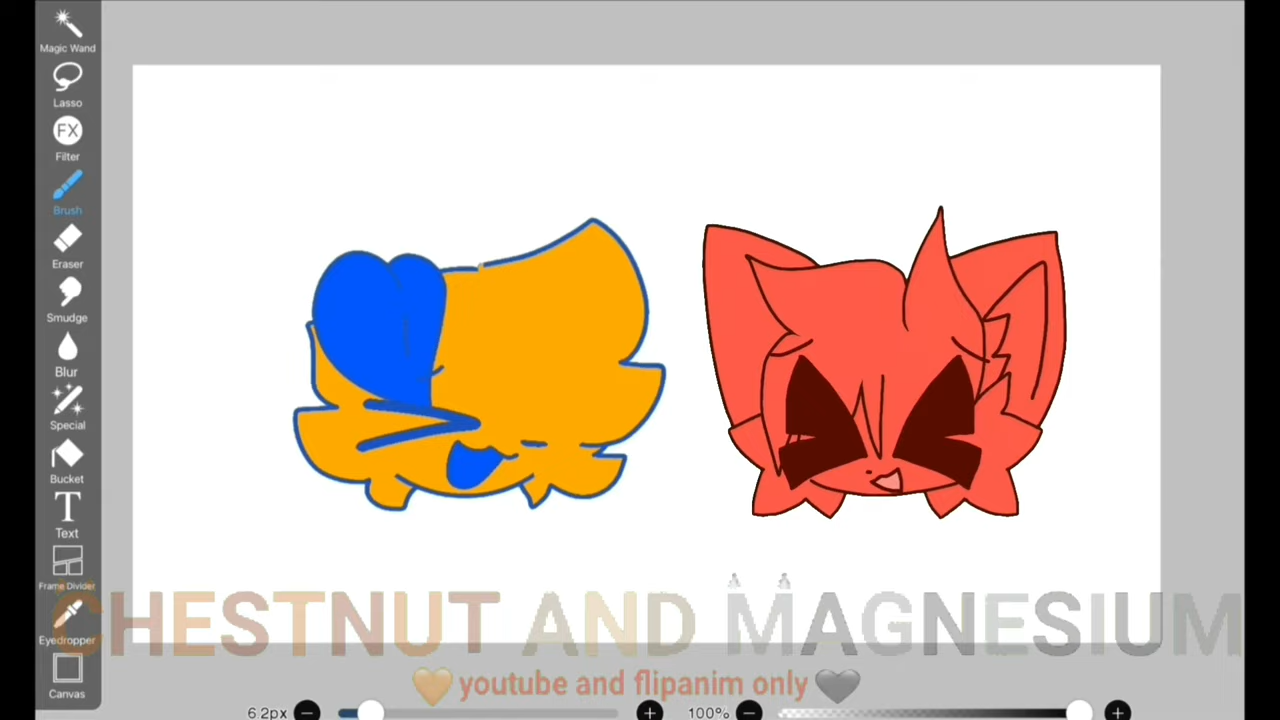 Magic Wand
Lasso
FX
Filter
Brush
Eraser
Smudge
Blur
Special
Bucket
T
Text
Frame Divider
Eyedropper
Canvas
CHESTNUT AND MAGNESIUM
youtube and flipanim only
6.2px
100%